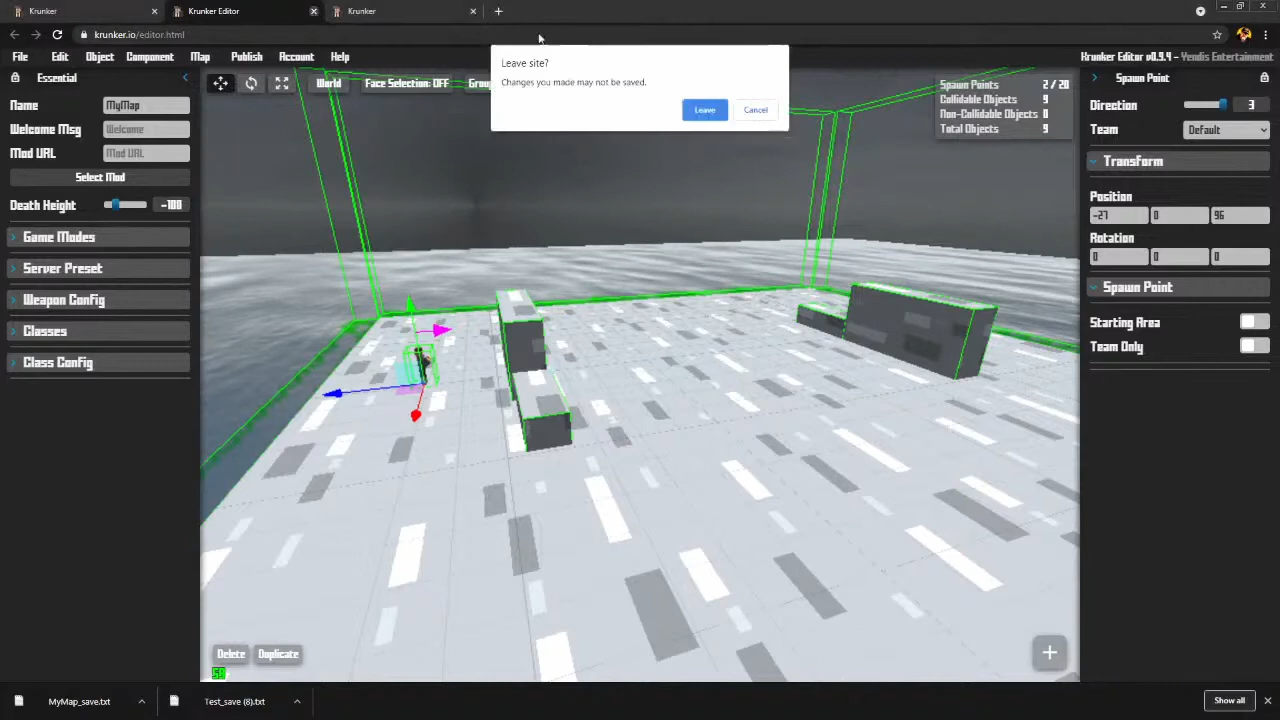 Krunker
Krunker Editor
Krunker
krunker.io/editor.html
File Edit Object Component Map Publish Account Help
Krunker Editor v0.9.4 - Yendis Entertainment
Leave site?
Changes you made may not be saved.
Leave Cancel
Essential
Name MyMap
Welcome Msg Welcome
Mod URL Mod URL
Select Mod
Death Height -100
Game Modes
Server Preset
Weapon Config
Classes
Class Config
World Face Selection: OFF
Spawn Points 2 / 20
Collidable Objects 9
Non-Collidable Objects 0
Total Objects 9
Spawn Point
Direction 3
Team Default
Transform
Position
-27 0 96
Rotation
0 0 0
Spawn Point
Starting Area
Team Only
Delete Duplicate
+
MyMap_save.txt
Test_save (8).txt
Show all